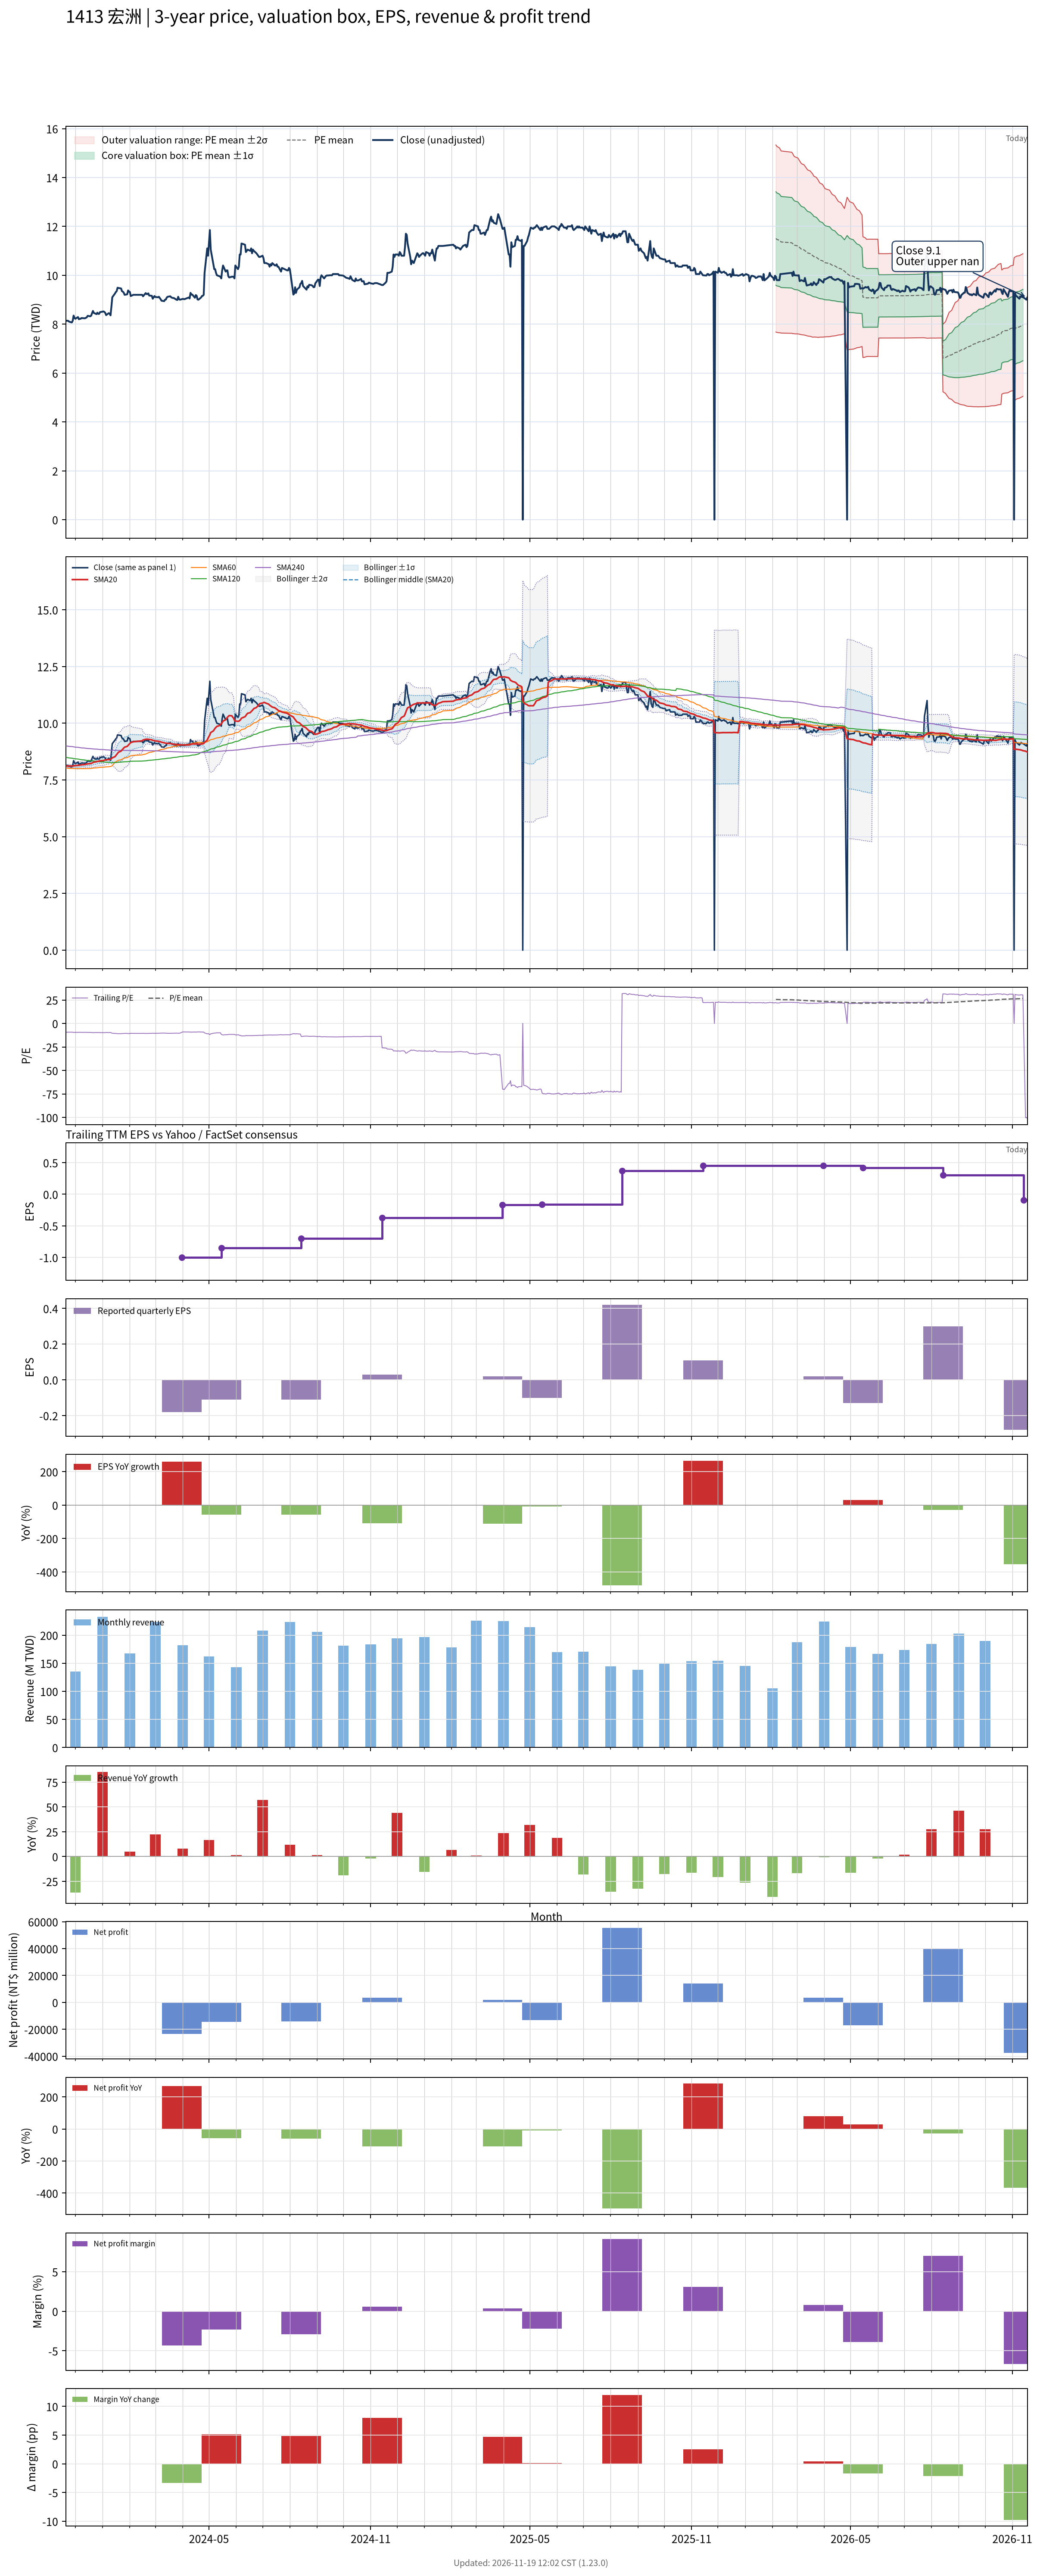 1413 宏洲 | 3-year price, valuation box, EPS, revenue & profit trend
Outer valuation range: PE mean ±2σ
PE mean
Close (unadjusted)
Core valuation box: PE mean ±1σ
Today
Close 9.1
Outer upper nan
Price (TWD)
16
14
12
10
8
6
4
2
0
Close (same as panel 1)
SMA60
SMA240
Bollinger ±1σ
SMA20
SMA120
Bollinger ±2σ
Bollinger middle (SMA20)
Price
15.0
12.5
10.0
7.5
5.0
2.5
0.0
Trailing P/E
P/E mean
P/E
25
0
-25
-50
-75
-100
Trailing TTM EPS vs Yahoo / FactSet consensus
Today
EPS
0.5
0.0
-0.5
-1.0
Reported quarterly EPS
EPS
0.4
0.2
0.0
-0.2
EPS YoY growth
YoY (%)
200
0
-200
-400
Monthly revenue
Revenue (M TWD)
200
150
100
50
0
Revenue YoY growth
YoY (%)
75
50
25
0
-25
Month
Net profit
Net profit (NT$ million)
60000
40000
20000
0
-20000
-40000
Net profit YoY
YoY (%)
200
0
-200
-400
Net profit margin
Margin (%)
5
0
-5
Margin YoY change
Δ margin (pp)
10
5
0
-5
-10
2024-05
2024-11
2025-05
2025-11
2026-05
2026-11
Updated: 2026-11-19 12:02 CST (1.23.0)